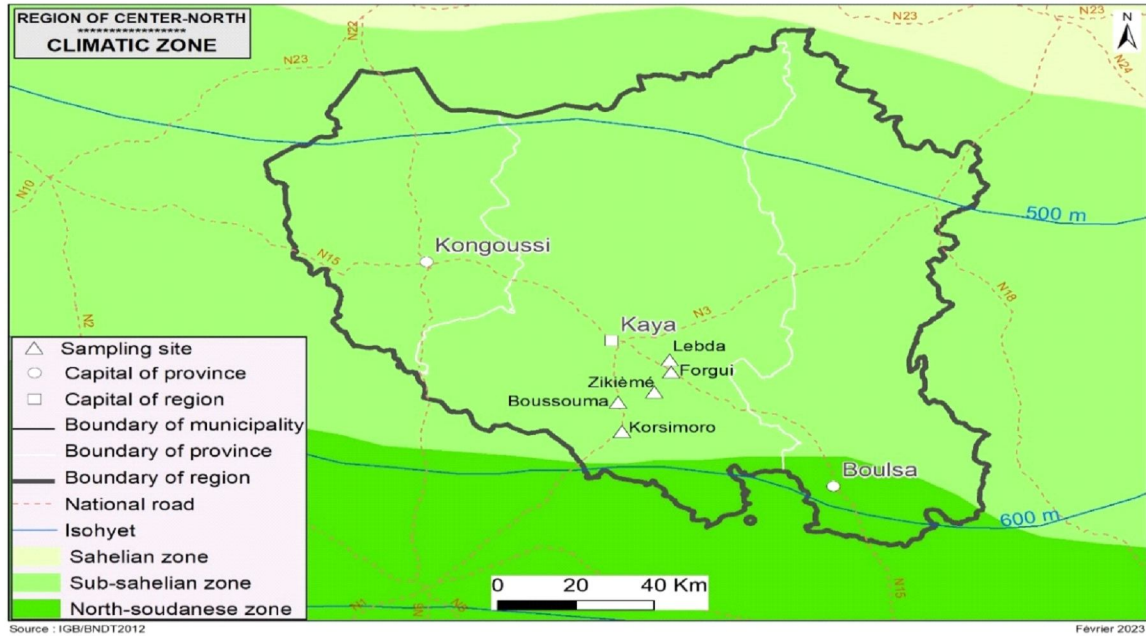 REGION OF CENTER-NORTH
*****************
CLIMATIC ZONE
N23
N22
N23
N
N24
N23
N10
500 m
Kongoussi
N15
N18
N3
N2
Kaya
Lebda
Forgui
Zikièmé
Boussouma
Korsimoro
Boulsa
600 m
N15
Sampling site
Capital of province
Capital of region
Boundary of municipality
Boundary of province
Boundary of region
National road
Isohyet
Sahelian zone
Sub-sahelian zone
North-soudanese zone
0 20 40 Km
Source : IGB/BNDT2012
Février 2023